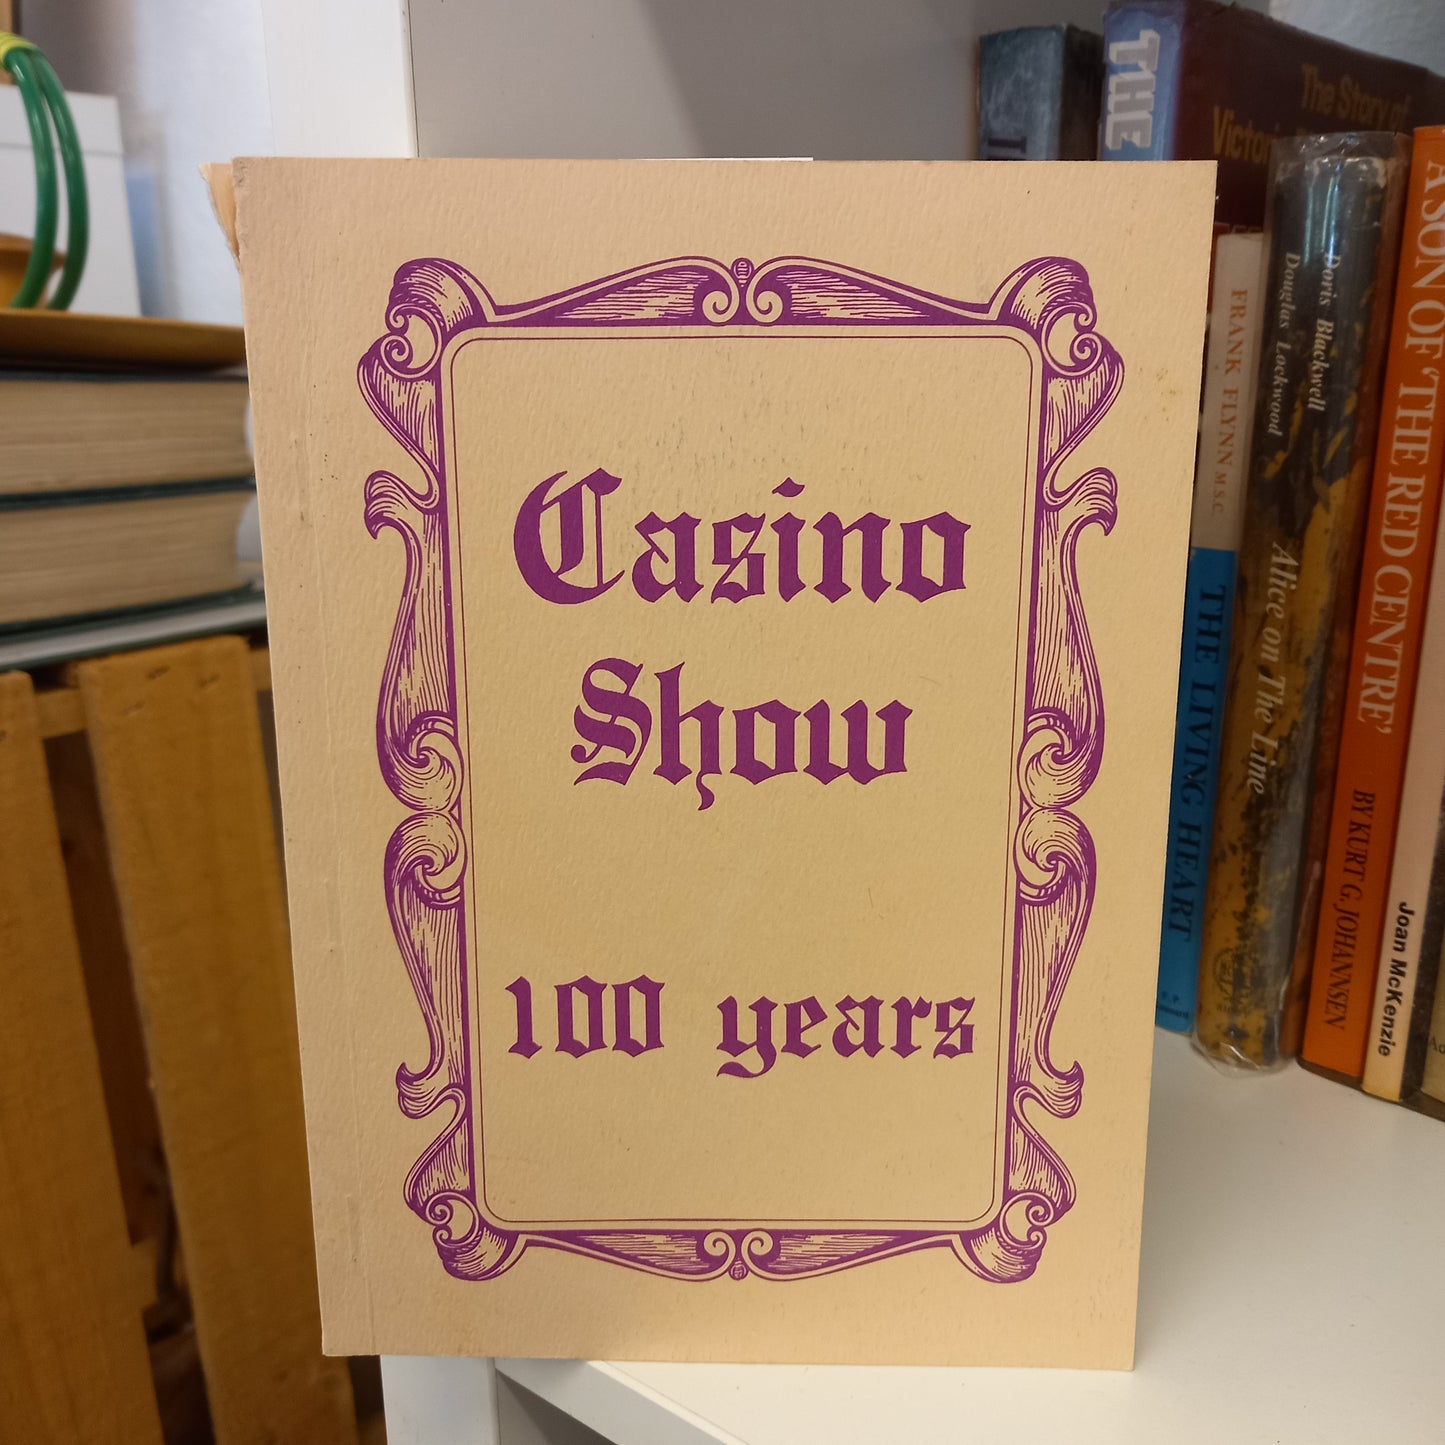 Casino
Show
100 years
THE
The Story of
FRANK FLYNN M.S.C.
THE LIVING HEART
Doris Blackwell
Douglas Lockwood
Alice on The Line
A SON OF 'THE RED CENTRE'
BY KURT G. JOHANNSEN
Joan McKenzie